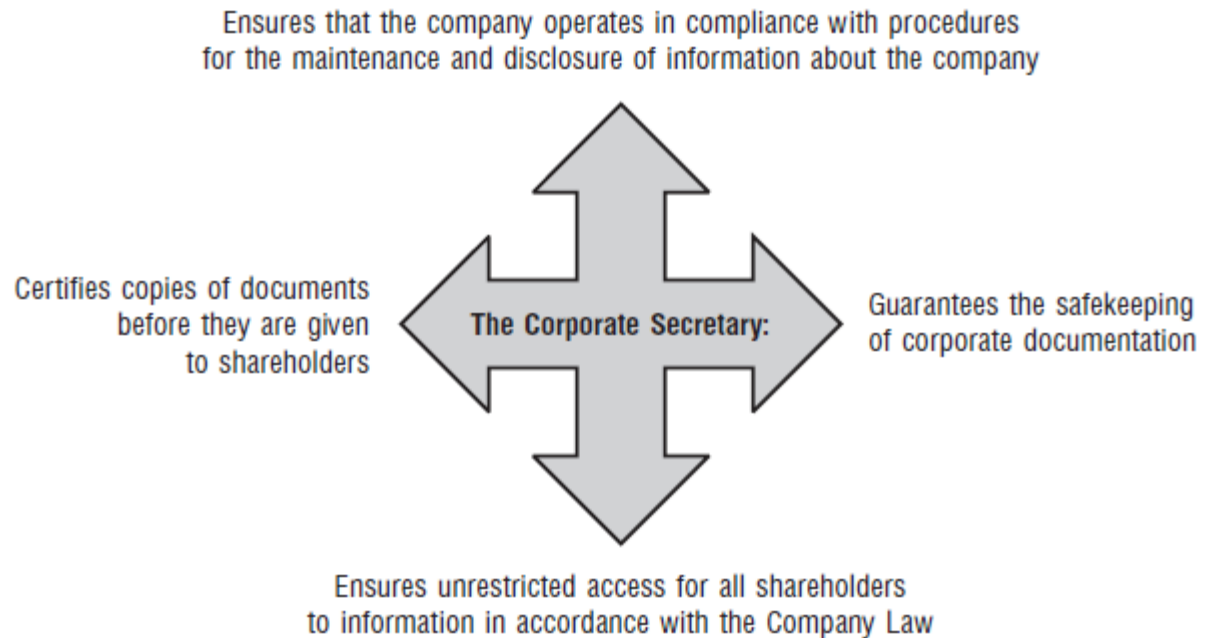 Ensures that the company operates in compliance with procedures
for the maintenance and disclosure of information about the company
Certifies copies of documents
before they are given
to shareholders
The Corporate Secretary:
Guarantees the safekeeping
of corporate documentation
Ensures unrestricted access for all shareholders
to information in accordance with the Company Law